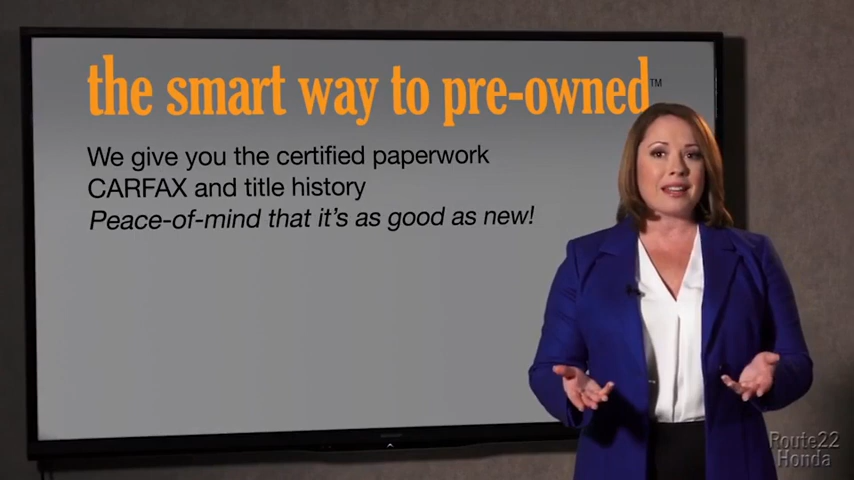 the smart way to pre-owned™
We give you the certified paperwork
CARFAX and title history
Peace-of-mind that it's as good as new!
Route22
Honda